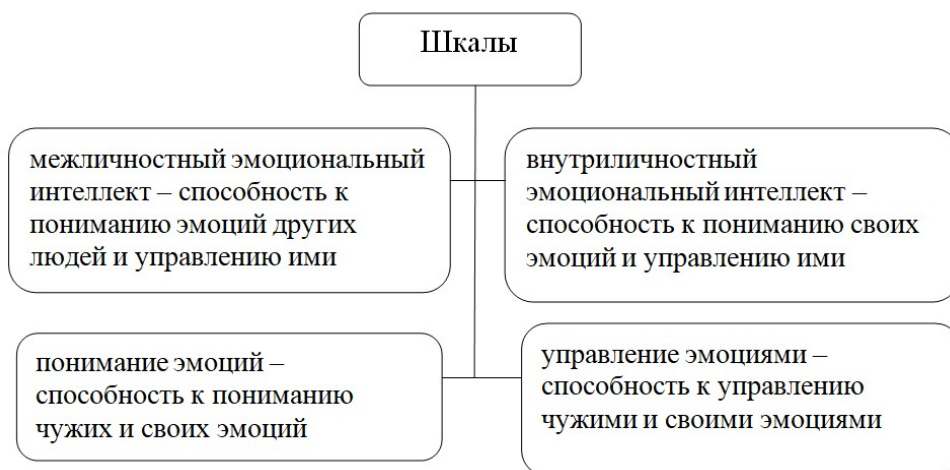 Шкалы
межличностный эмоциональный
интеллект – способность к
пониманию эмоций других
людей и управлению ими
внутриличностный
эмоциональный интеллект –
способность к пониманию своих
эмоций и управлению ими
понимание эмоций –
способность к пониманию
чужих и своих эмоций
управление эмоциями –
способность к управлению
чужими и своими эмоциями